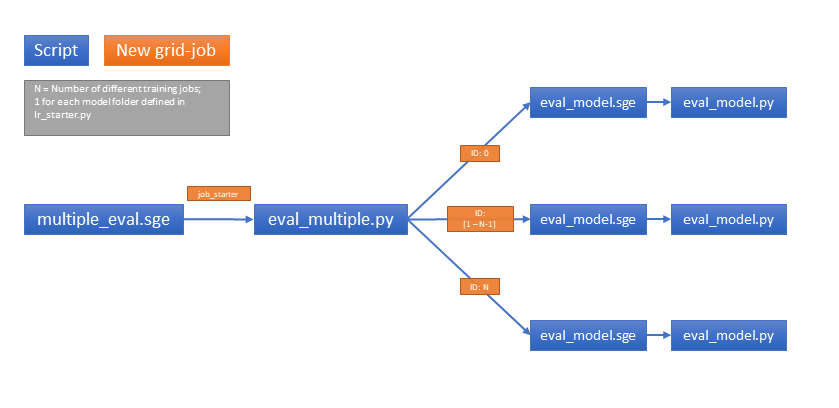 Script
New grid-job
N = Number of different training jobs;
1 for each model folder defined in
lr_starter.py
eval_model.sge
eval_model.py
ID: 0
job_starter
multiple_eval.sge
eval_multiple.py
ID:
[1 – N-1]
eval_model.sge
eval_model.py
ID: N
eval_model.sge
eval_model.py